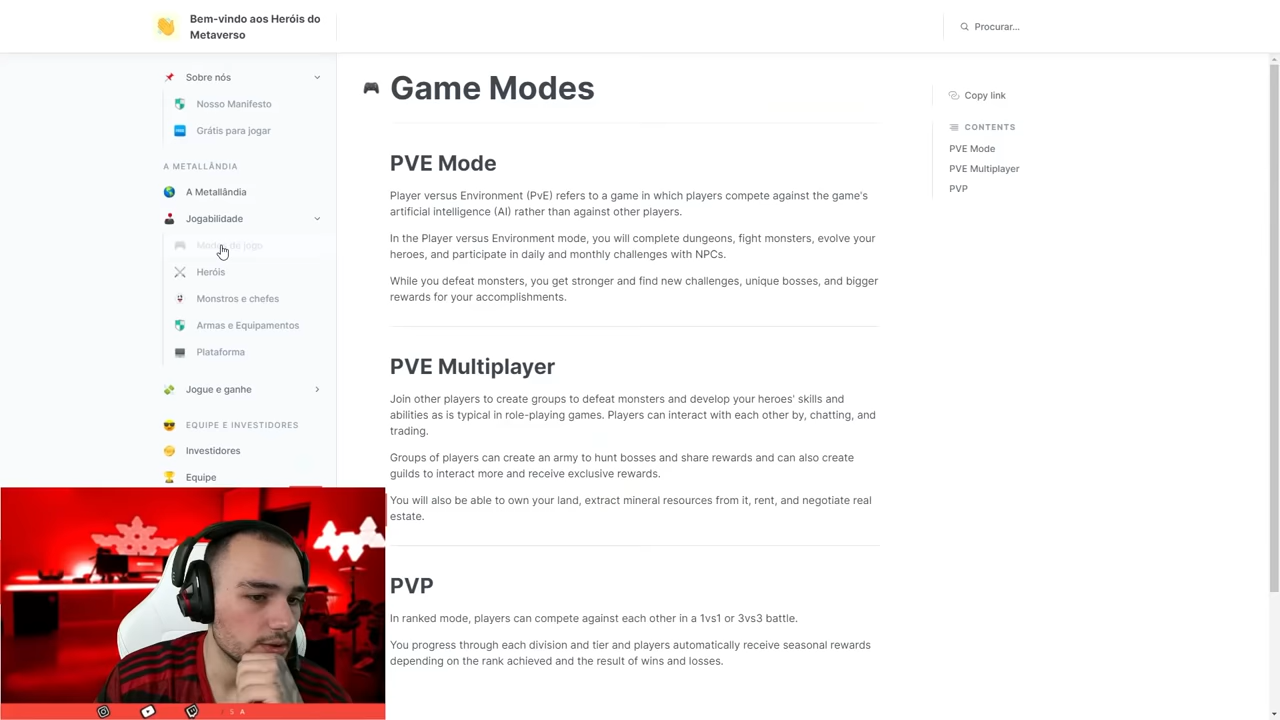 Bem-vindo aos Heróis do
Metaverso
Procurar...
Sobre nós
Nosso Manifesto
Grátis para jogar
A METALLÂNDIA
A Metallândia
Jogabilidade
Heróis
Monstros e chefes
Armas e Equipamentos
Plataforma
Jogue e ganhe
EQUIPE E INVESTIDORES
Investidores
Equipe
Game Modes
PVE Mode
Player versus Environment (PvE) refers to a game in which players compete against the game's
artificial intelligence (AI) rather than against other players.
In the Player versus Environment mode, you will complete dungeons, fight monsters, evolve your
heroes, and participate in daily and monthly challenges with NPCs.
While you defeat monsters, you get stronger and find new challenges, unique bosses, and bigger
rewards for your accomplishments.
PVE Multiplayer
Join other players to create groups to defeat monsters and develop your heroes' skills and
abilities as is typical in role-playing games. Players can interact with each other by, chatting, and
trading.
Groups of players can create an army to hunt bosses and share rewards and can also create
guilds to interact more and receive exclusive rewards.
You will also be able to own your land, extract mineral resources from it, rent, and negotiate real
estate.
PVP
In ranked mode, players can compete against each other in a 1vs1 or 3vs3 battle.
You progress through each division and tier and players automatically receive seasonal rewards
depending on the rank achieved and the result of wins and losses.
Copy link
CONTENTS
PVE Mode
PVE Multiplayer
PVP
S A